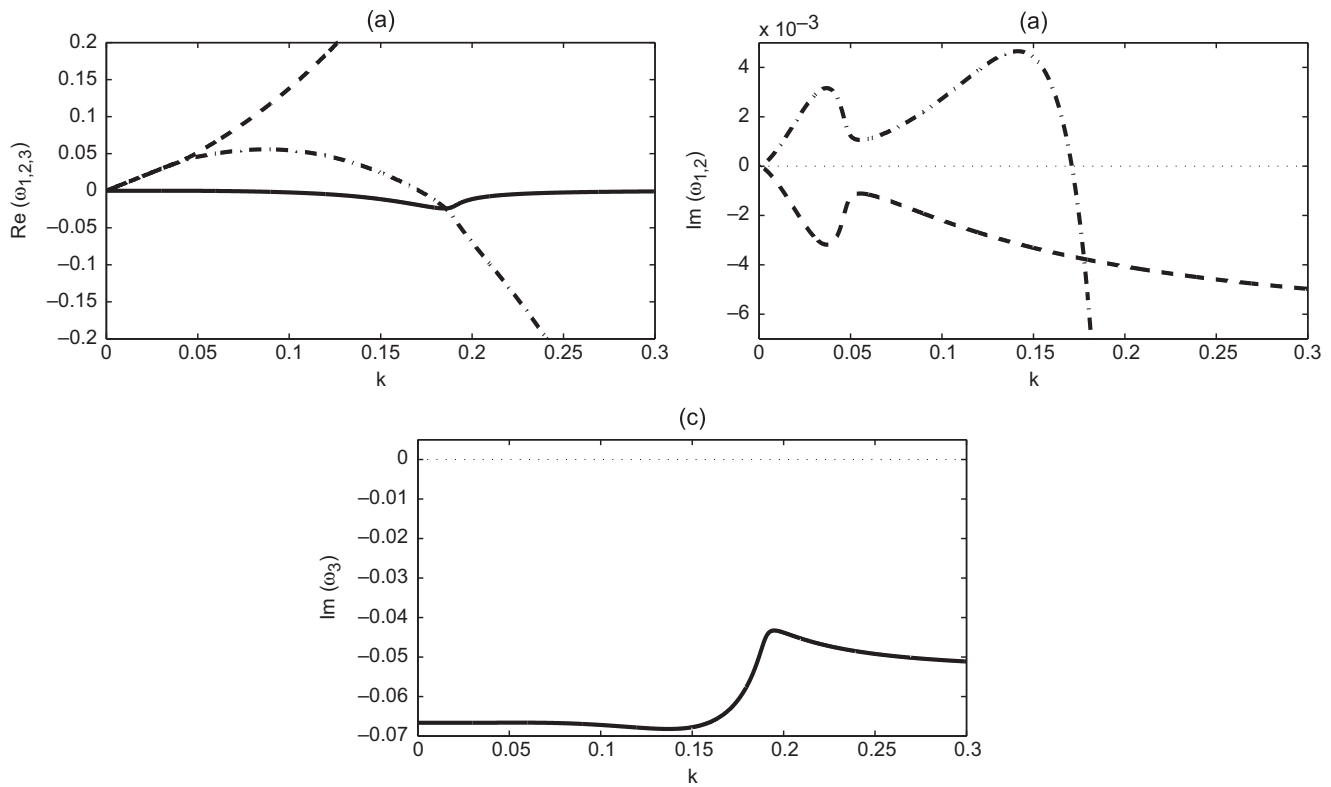 (a)
0.2
0.15
0.1
0.05
0
–0.05
–0.1
–0.15
–0.2
Re (ω1,2,3)
0 0.05 0.1 0.15 0.2 0.25 0.3
k
(a)
x 10–3
4
2
0
–2
–4
–6
Im (ω1,2)
0 0.05 0.1 0.15 0.2 0.25 0.3
k
(c)
0
–0.01
–0.02
–0.03
–0.04
–0.05
–0.06
–0.07
Im (ω3)
0 0.05 0.1 0.15 0.2 0.25 0.3
k